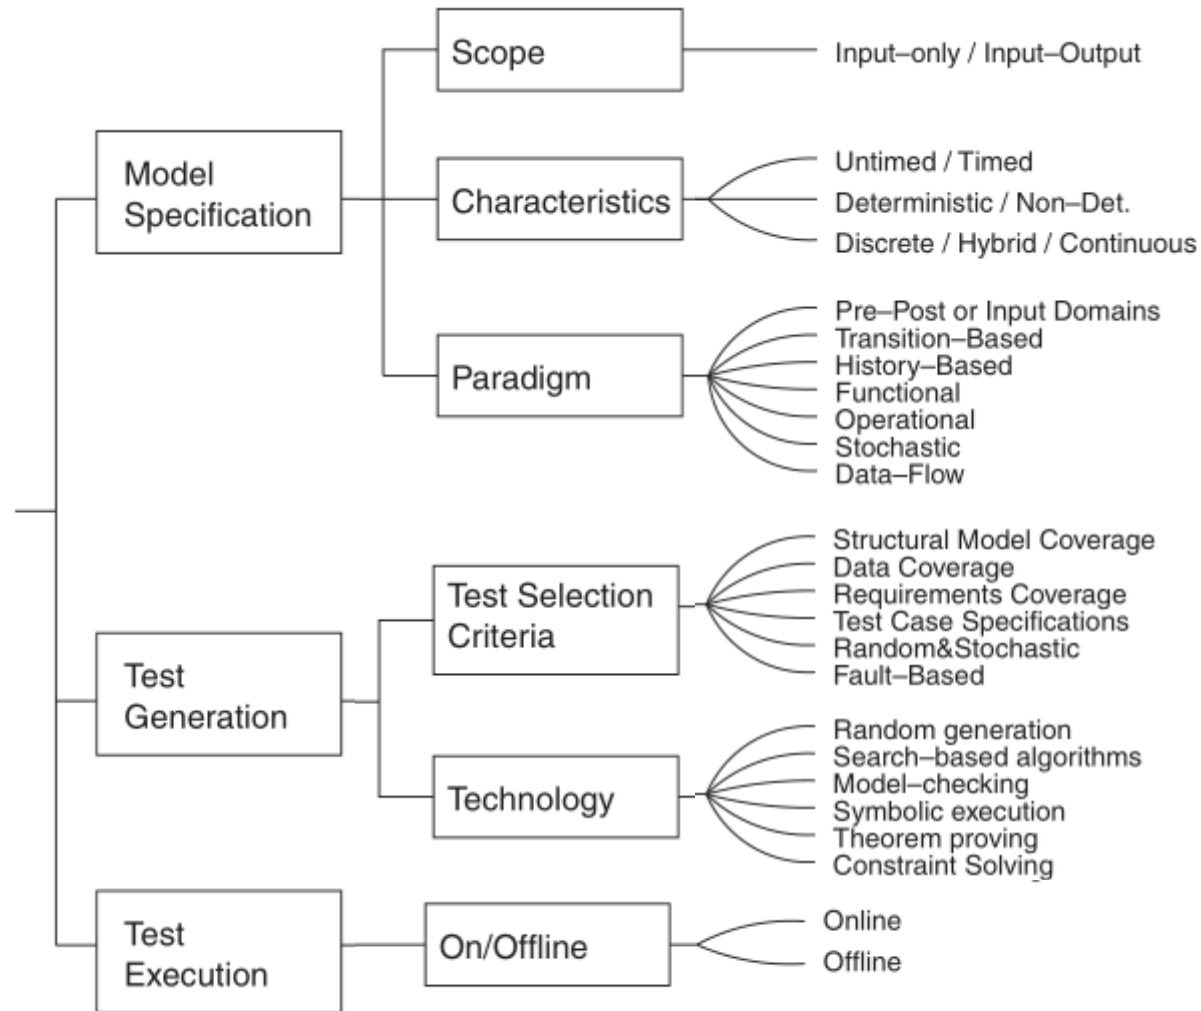 Scope
Input–only / Input–Output
Model
Specification
Characteristics
Untimed / Timed
Deterministic / Non–Det.
Discrete / Hybrid / Continuous
Paradigm
Pre–Post or Input Domains
Transition–Based
History–Based
Functional
Operational
Stochastic
Data–Flow
Test
Generation
Test Selection
Criteria
Structural Model Coverage
Data Coverage
Requirements Coverage
Test Case Specifications
Random&Stochastic
Fault–Based
Technology
Random generation
Search–based algorithms
Model–checking
Symbolic execution
Theorem proving
Constraint Solving
Test
Execution
On/Offline
Online
Offline